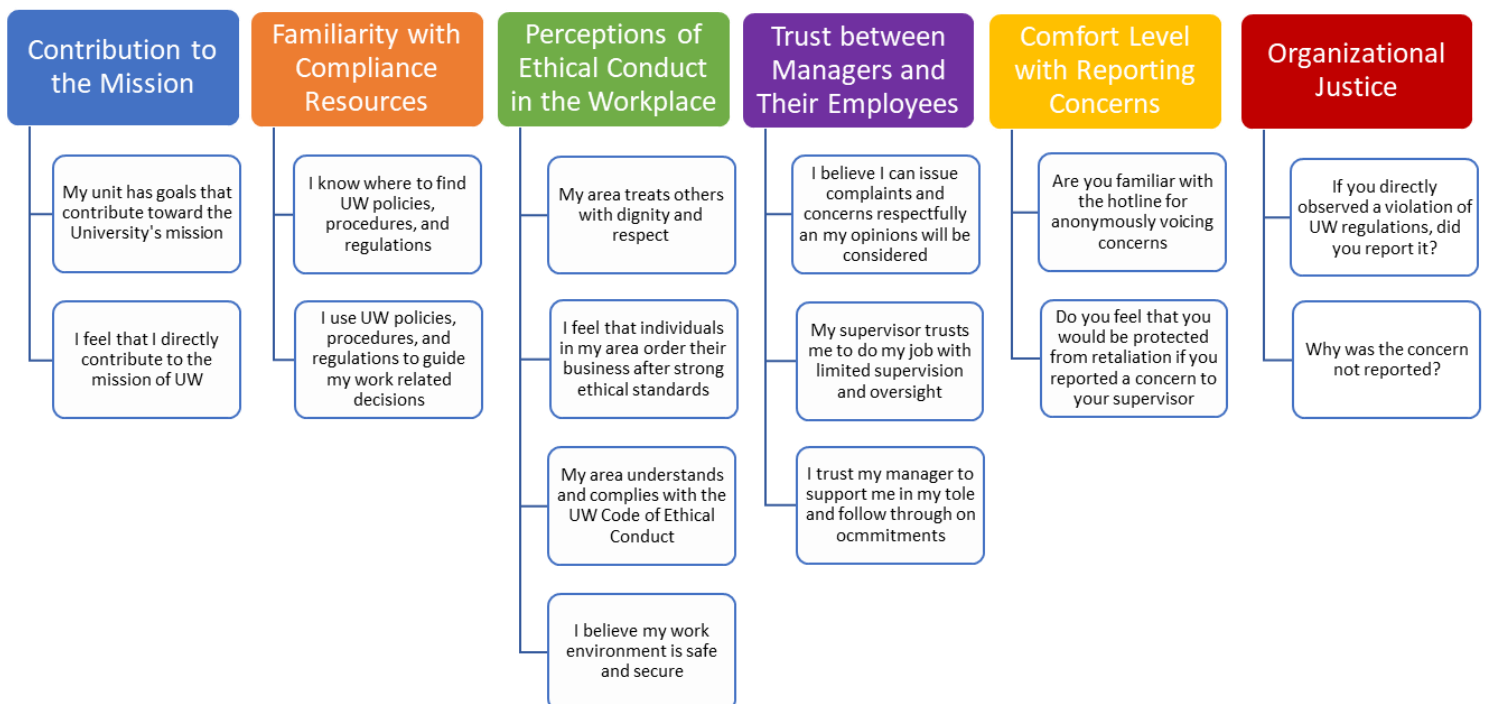 Contribution to
the Mission
My unit has goals that
contribute toward the
University's mission
I feel that I directly
contribute to the
mission of UW
Familiarity with
Compliance
Resources
I know where to find
UW policies,
procedures, and
regulations
I use UW policies,
procedures, and
regulations to guide
my work related
decisions
Perceptions of
Ethical Conduct
in the Workplace
My area treats others
with dignity and
respect
I feel that individuals
in my area order their
business after strong
ethical standards
My area understands
and complies with the
UW Code of Ethical
Conduct
I believe my work
environment is safe
and secure
Trust between
Managers and
Their Employees
I believe I can issue
complaints and
concerns respectfully
an my opinions will be
considered
My supervisor trusts
me to do my job with
limited supervision
and oversight
I trust my manager to
support me in my tole
and follow through on
ocmmitments
Comfort Level
with Reporting
Concerns
Are you familiar with
the hotline for
anonymously voicing
concerns
Do you feel that you
would be protected
from retaliation if you
reported a concern to
your supervisor
Organizational
Justice
If you directly
observed a violation of
UW regulations, did
you report it?
Why was the concern
not reported?